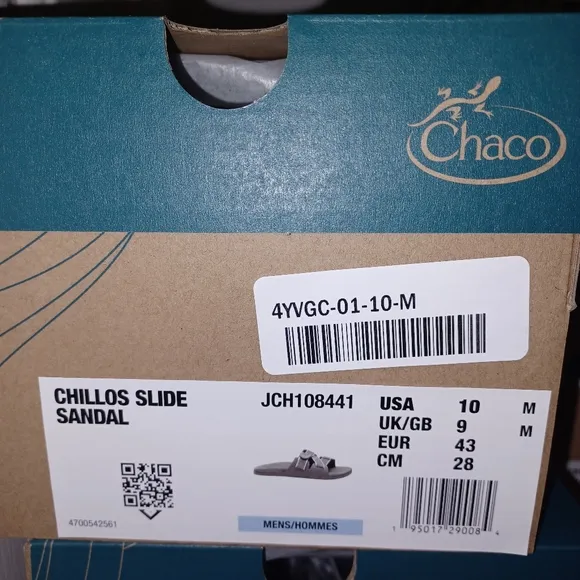 Chaco
4YVGC-01-10-M
CHILLOS SLIDE
SANDAL
JCH108441
USA 10 M
UK/GB 9 M
EUR 43
CM 28
4700542561
MENS/HOMMES
1 95017 29008 4